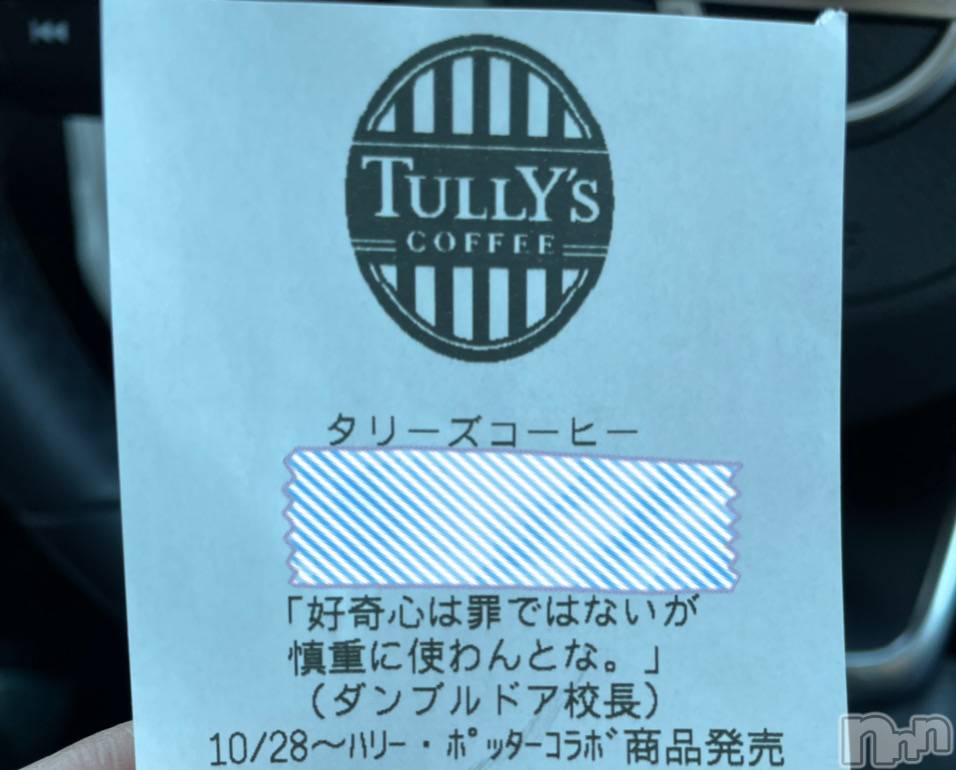 TULLY'S
COFFEE
タリーズコーヒー
「好奇心は罪ではないが
慎重に使わんとな。」
(ダンブルドア校長)
10/28～ﾊﾘｰ・ﾎﾟｯﾀｰｺﾗﾎﾞ商品発売
nnn